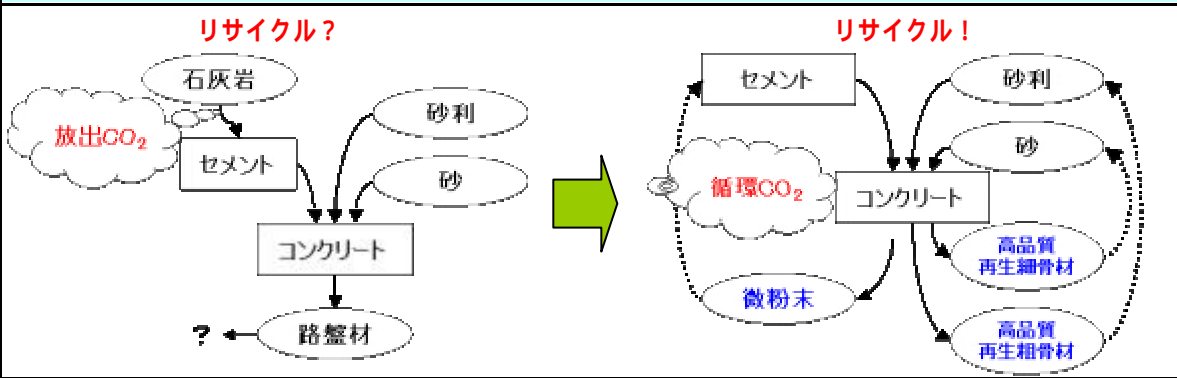 リサイクル？
石灰岩
放出CO₂
セメント
砂利
砂
コンクリート
路盤材
?
リサイクル！
セメント
砂利
砂
循環CO₂
コンクリート
高品質
再生細骨材
微粉末
高品質
再生粗骨材